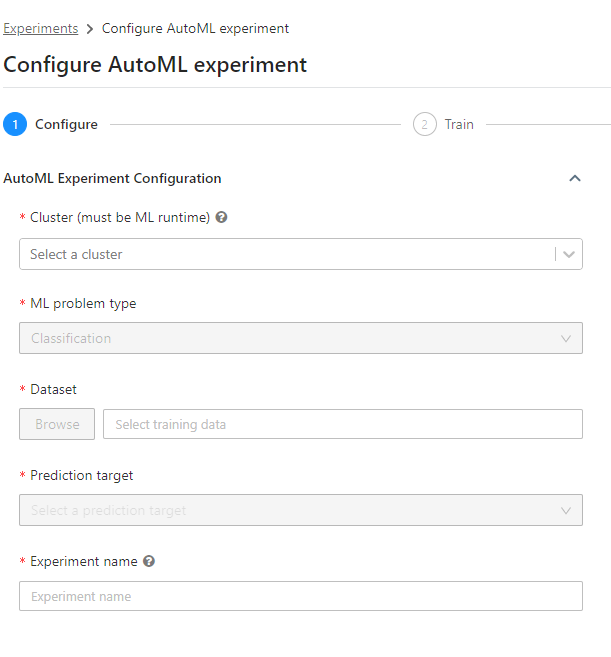 Experiments > Configure AutoML experiment
Configure AutoML experiment
1 Configure 2 Train
AutoML Experiment Configuration
* Cluster (must be ML runtime) ?
Select a cluster
* ML problem type
Classification
* Dataset
Browse Select training data
* Prediction target
Select a prediction target
* Experiment name ?
Experiment name